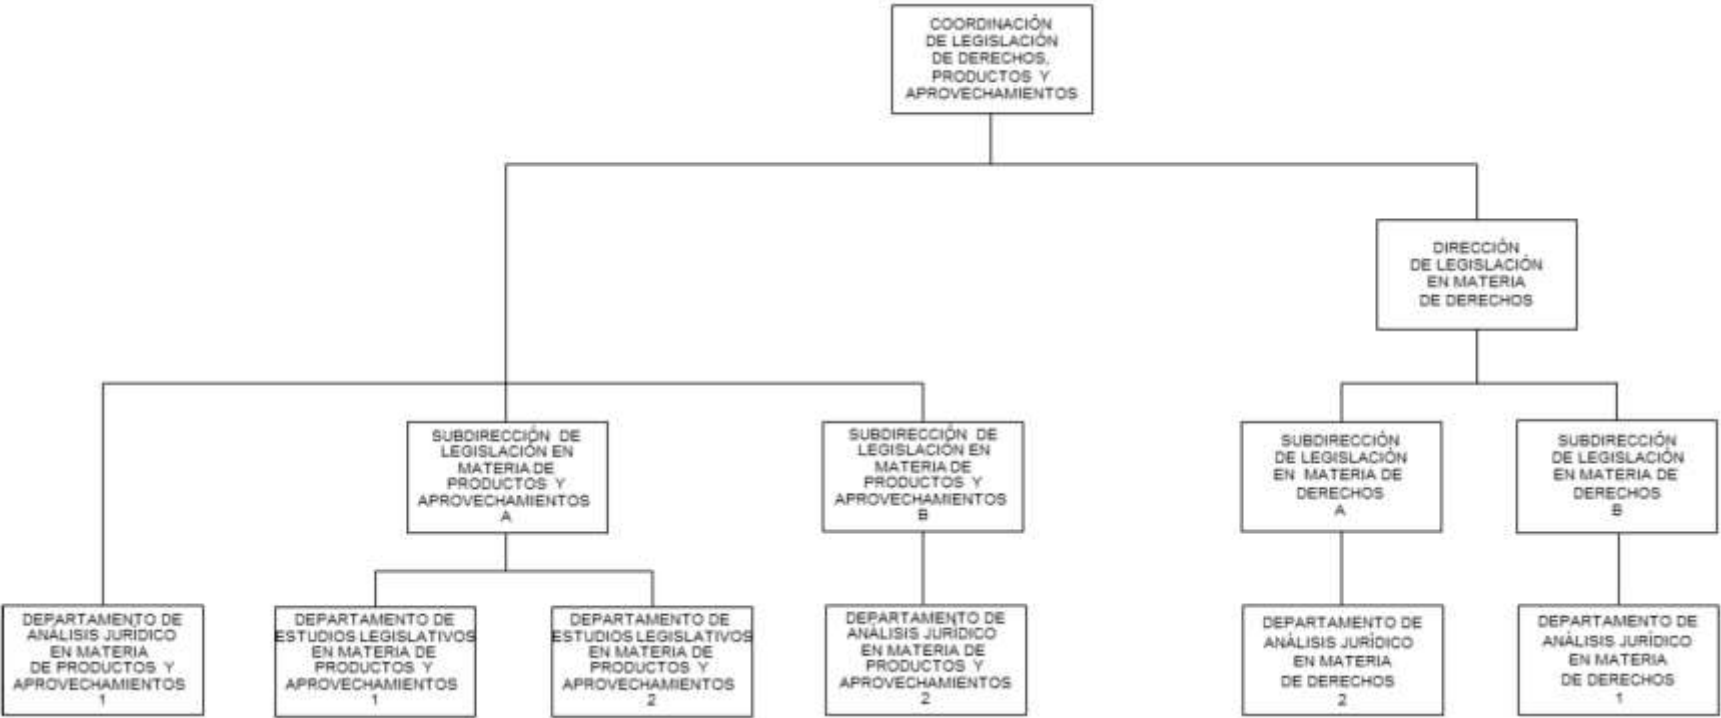 COORDINACIÓN
DE LEGISLACIÓN
DE DERECHOS,
PRODUCTOS Y
APROVECHAMIENTOS
DIRECCIÓN
DE LEGISLACIÓN
EN MATERIA
DE DERECHOS
SUBDIRECCIÓN DE
LEGISLACIÓN EN
MATERIA DE
PRODUCTOS Y
APROVECHAMIENTOS
A
SUBDIRECCIÓN DE
LEGISLACIÓN EN
MATERIA DE
PRODUCTOS Y
APROVECHAMIENTOS
B
SUBDIRECCIÓN
DE LEGISLACIÓN
EN MATERIA DE
DERECHOS
A
SUBDIRECCIÓN
DE LEGISLACIÓN
EN MATERIA DE
DERECHOS
B
DEPARTAMENTO DE
ANÁLISIS JURÍDICO
EN MATERIA
DE PRODUCTOS Y
APROVECHAMIENTOS
1
DEPARTAMENTO DE
ESTUDIOS LEGISLATIVOS
EN MATERIA DE
PRODUCTOS Y
APROVECHAMIENTOS
1
DEPARTAMENTO DE
ESTUDIOS LEGISLATIVOS
EN MATERIA DE
PRODUCTOS Y
APROVECHAMIENTOS
2
DEPARTAMENTO DE
ANÁLISIS JURÍDICO
EN MATERIA DE
PRODUCTOS Y
APROVECHAMIENTOS
2
DEPARTAMENTO DE
ANÁLISIS JURÍDICO
EN MATERIA
DE DERECHOS
2
DEPARTAMENTO DE
ANÁLISIS JURÍDICO
EN MATERIA
DE DERECHOS
1